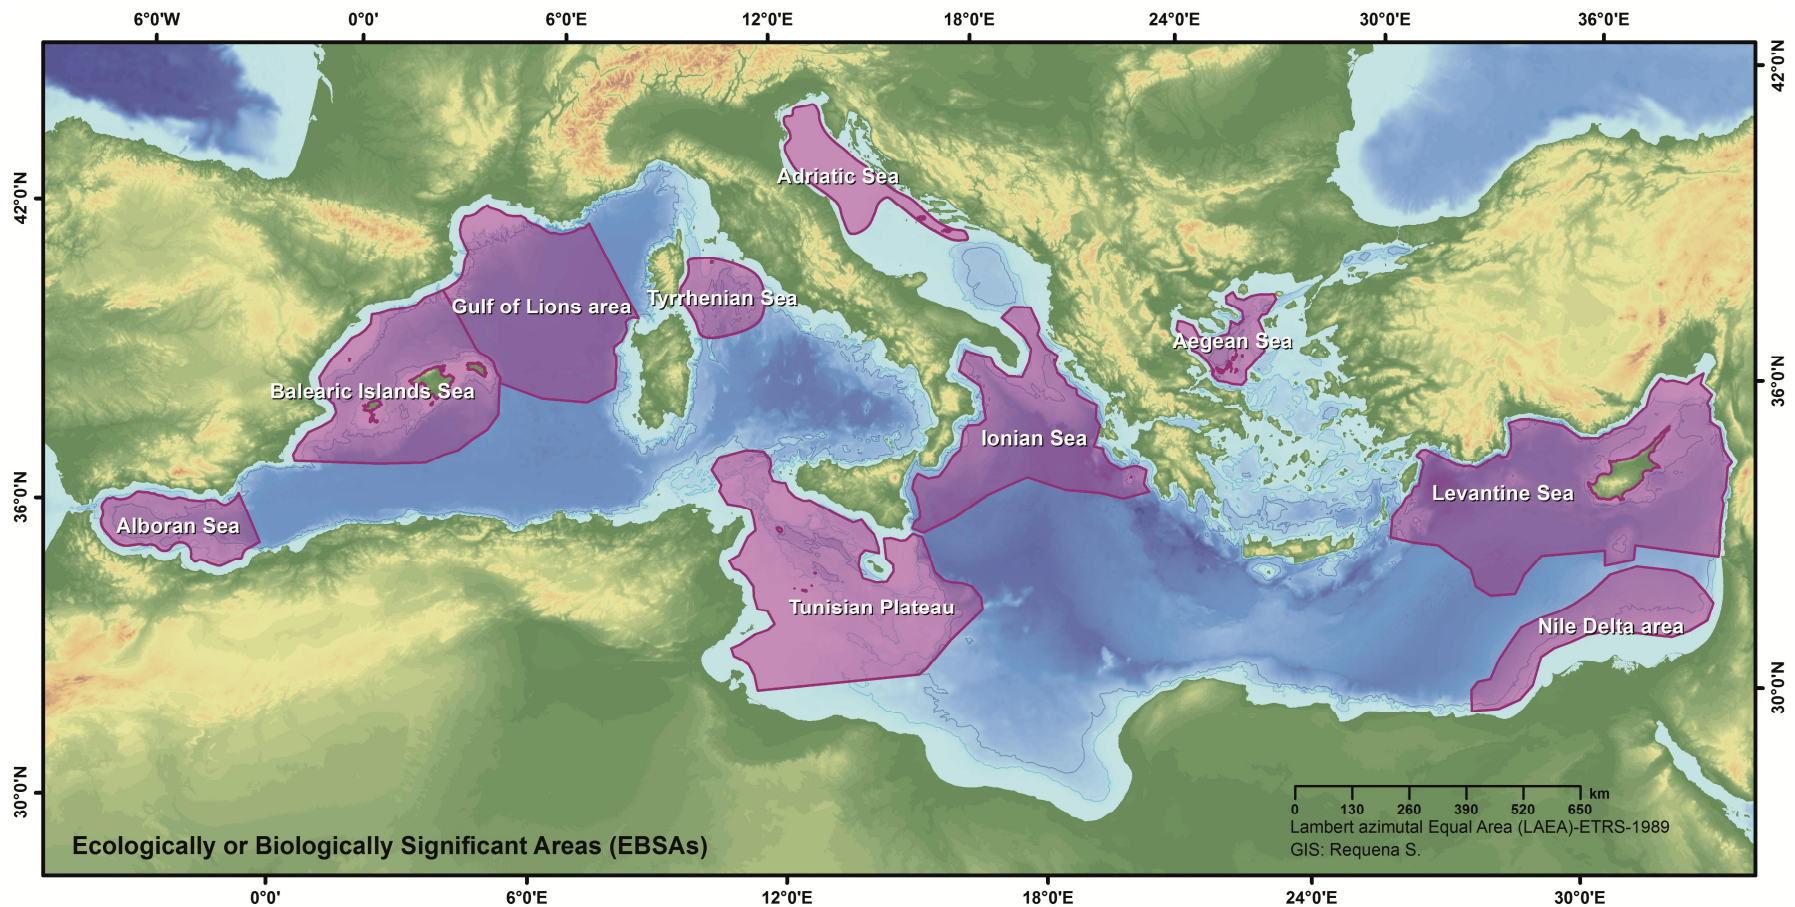 6°0'W 0°0' 6°0'E 12°0'E 18°0'E 24°0'E 30°0'E 36°0'E
42°0'N
42°0'N
Adriatic Sea
Gulf of Lions area
Tyrrhenian Sea
Aegean Sea
36°0'N
Balearic Islands Sea
Ionian Sea
Levantine Sea
36°0'N
Alboran Sea
Tunisian Plateau
Nile Delta area
30°0'N
30°0'N
km
0 130 260 390 520 650
Lambert azimutal Equal Area (LAEA)-ETRS-1989
GIS: Requena S.
Ecologically or Biologically Significant Areas (EBSAs)
0°0' 6°0'E 12°0'E 18°0'E 24°0'E 30°0'E